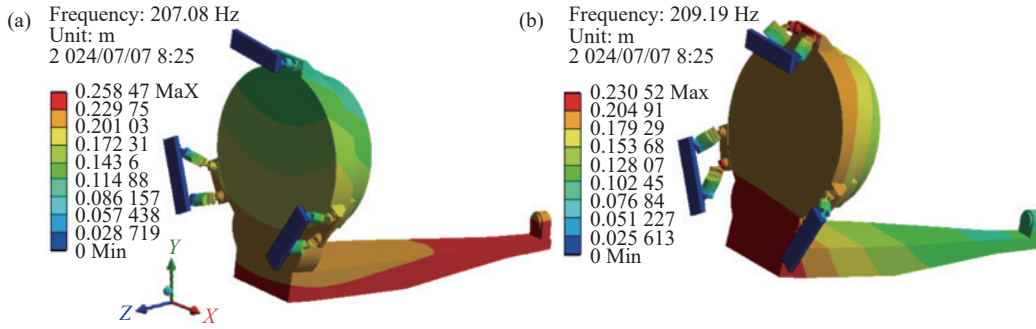 (a)
Frequency: 207.08 Hz
Unit: m
2 024/07/07 8:25
0.258 47 MaX
0.229 75
0.201 03
0.172 31
0.143 6
0.114 88
0.086 157
0.057 438
0.028 719
0 Min
Y
Z
X
(b)
Frequency: 209.19 Hz
Unit: m
2 024/07/07 8:25
0.230 52 Max
0.204 91
0.179 29
0.153 68
0.128 07
0.102 45
0.076 84
0.051 227
0.025 613
0 Min